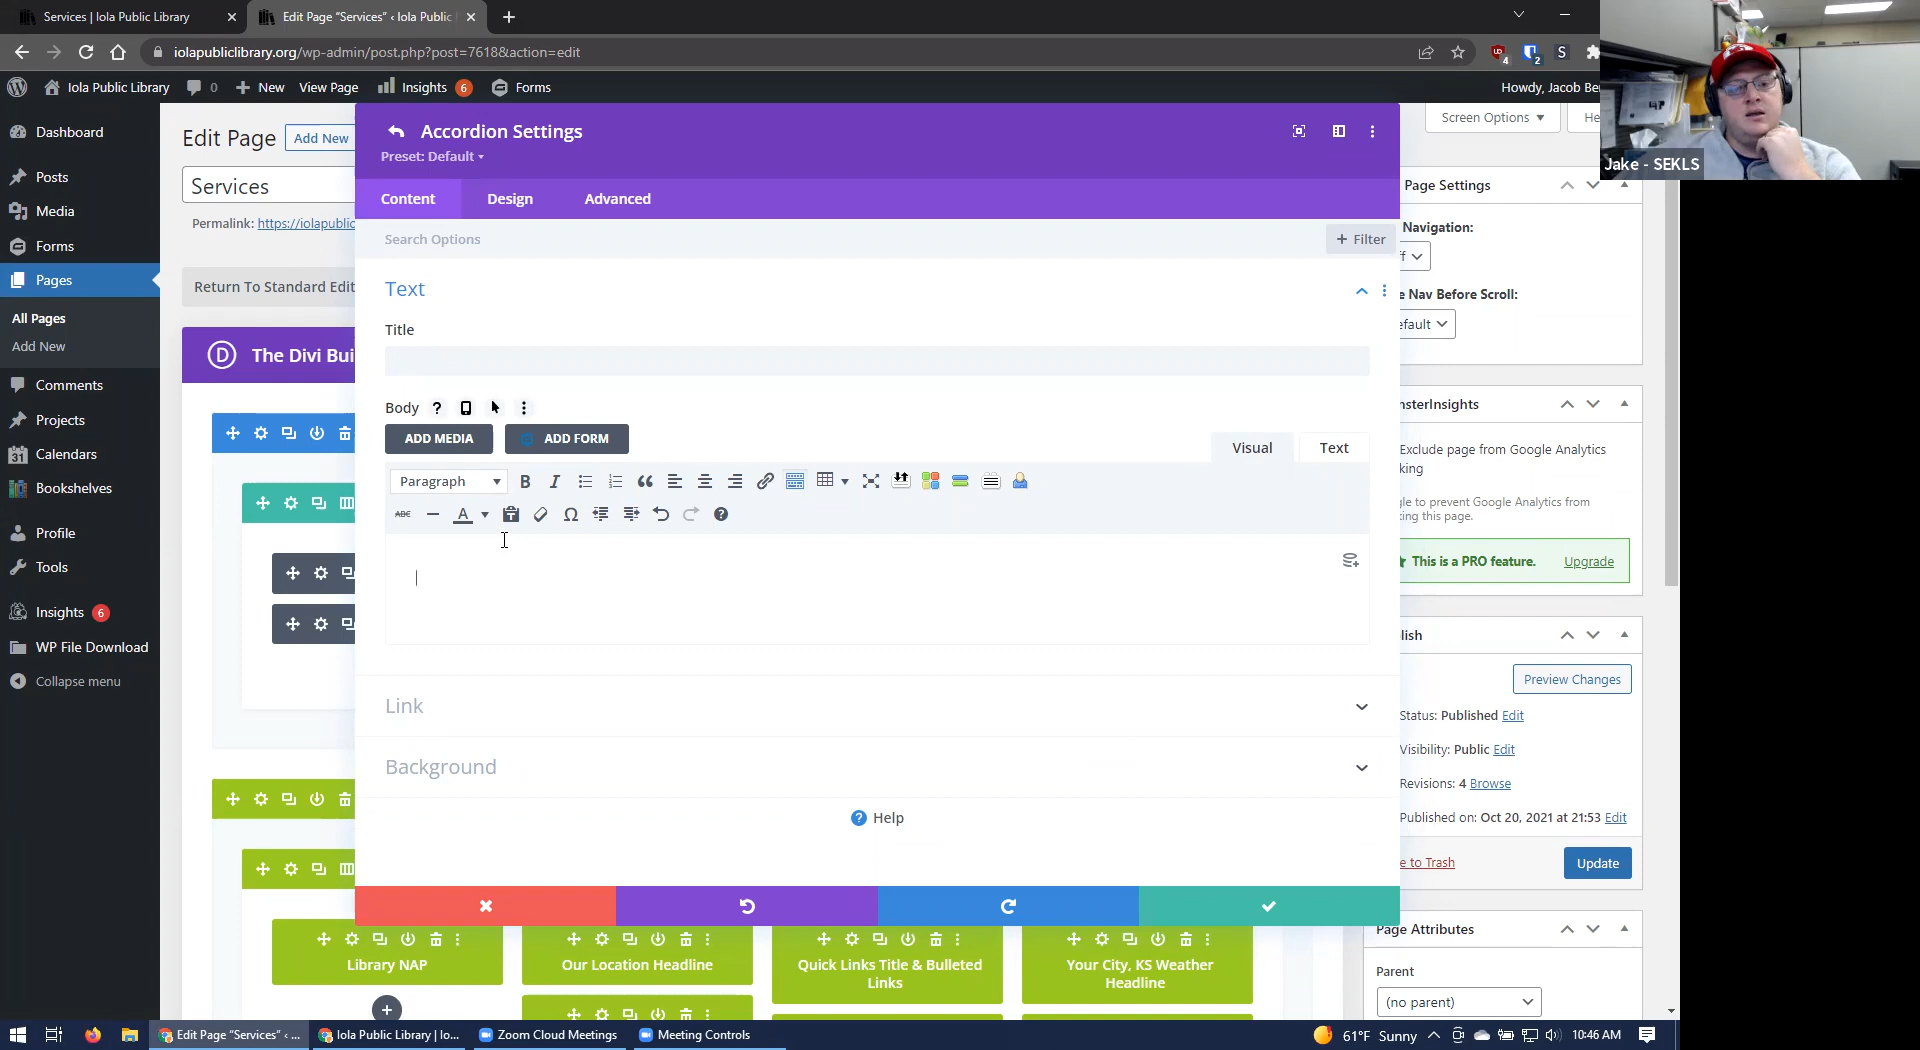 Services | Iola Public Library
Edit Page “Services” ‹ Iola Public
iolapubliclibrary.org/wp-admin/post.php?post=7618&action=edit
4
2
S
Iola Public Library
0
New
View Page
Insights
6
Forms
Howdy, Jacob Be
Jake - SEKLS
Dashboard
Posts
Media
Forms
Pages
All Pages
Add New
Comments
Projects
31
Calendars
Bookshelves
Profile
Tools
Insights
6
WP File Download
Collapse menu
Edit Page
Add New
Services
Permalink: https://iolapublic
Return To Standard Edit
D
The Divi Bui
Accordion Settings
Preset: Default
Content
Design
Advanced
Search Options
+ Filter
Text
Title
Body
ADD MEDIA
ADD FORM
Visual
Text
Paragraph
B
I
ABC
A
Ω
Link
Background
Help
Library NAP
Our Location Headline
Quick Links Title & Bulleted
Links
Your City, KS Weather
Headline
Screen Options
He
Page Settings
Navigation:
ff
e Nav Before Scroll:
efault
nsterInsights
Exclude page from Google Analytics
king
gle to prevent Google Analytics from
king this page.
This is a PRO feature.
Upgrade
lish
Preview Changes
Status: Published Edit
Visibility: Public Edit
Revisions: 4 Browse
Published on: Oct 20, 2021 at 21:53 Edit
e to Trash
Update
Page Attributes
Parent
(no parent)
Edit Page “Services” ‹ ...
Iola Public Library | Io...
Zoom Cloud Meetings
Meeting Controls
61°F Sunny
10:46 AM